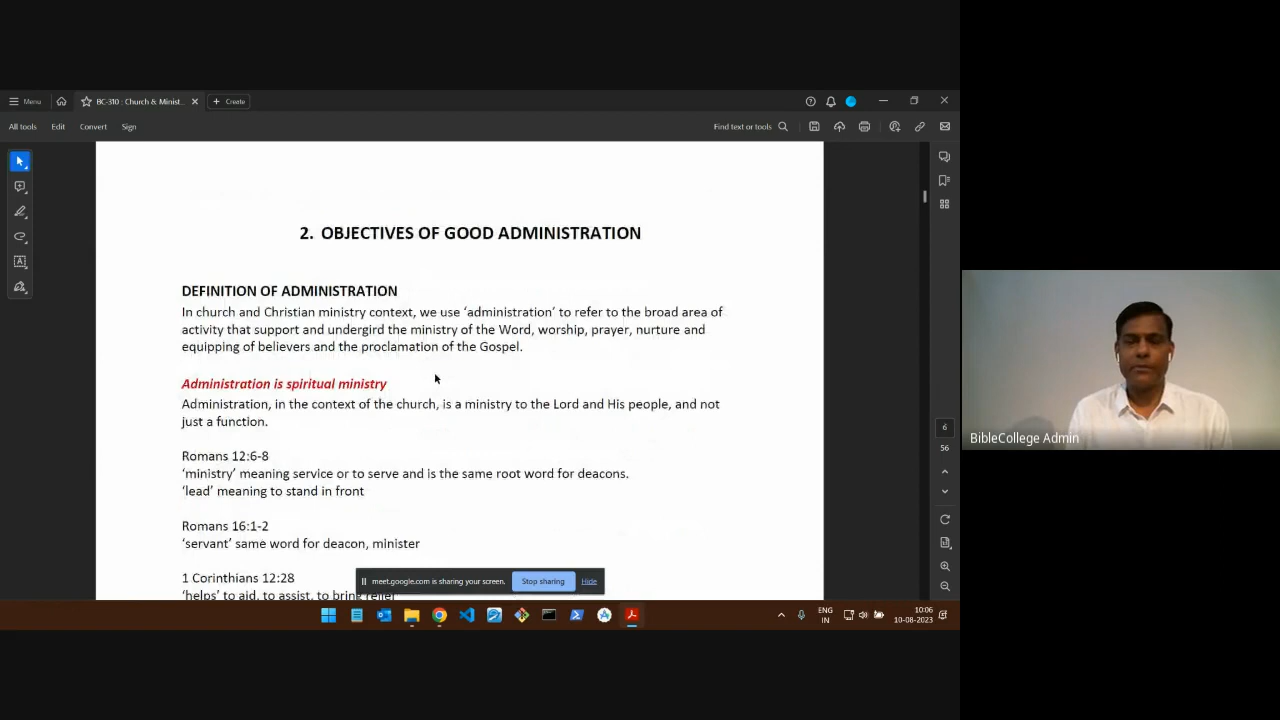 Menu
BC-310 : Church & Minist...
Create
All tools
Edit
Convert
Sign
Find text or tools
2. OBJECTIVES OF GOOD ADMINISTRATION
DEFINITION OF ADMINISTRATION
In church and Christian ministry context, we use ‘administration’ to refer to the broad area of
activity that support and undergird the ministry of the Word, worship, prayer, nurture and
equipping of believers and the proclamation of the Gospel.
Administration is spiritual ministry
Administration, in the context of the church, is a ministry to the Lord and His people, and not
just a function.
Romans 12:6-8
‘ministry’ meaning service or to serve and is the same root word for deacons.
‘lead’ meaning to stand in front
Romans 16:1-2
‘servant’ same word for deacon, minister
1 Corinthians 12:28
‘helps’ to aid, to assist, to bring relief
6
56
meet.google.com is sharing your screen.
Stop sharing
Hide
ENG
IN
10:06
10-08-2023
BibleCollege Admin